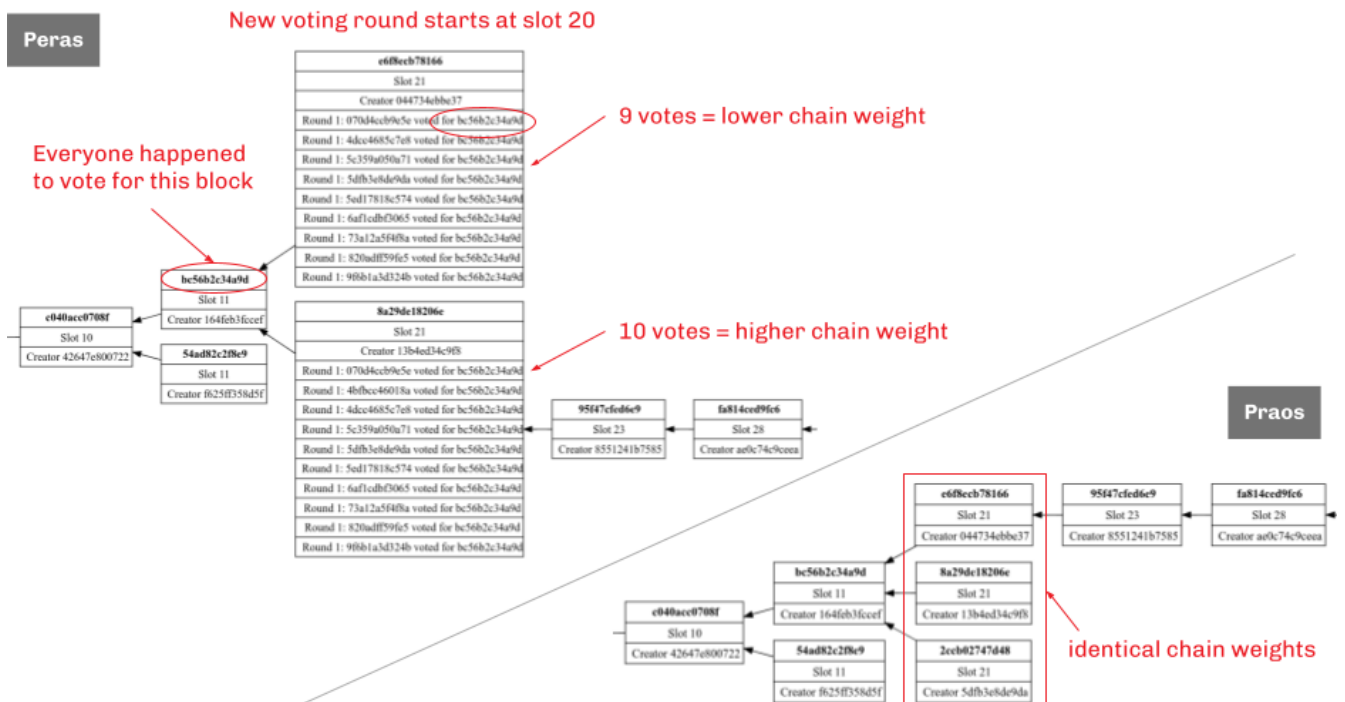 New voting round starts at slot 20
Peras
e6f8ecb78166
Slot 21
Creator 044734ebbe37
Round 1: 070d4ccb9e5e voted for bc56b2c34a9d
Round 1: 4dcc4685c7e8 voted for bc56b2c34a9d
Round 1: 5c359a050a71 voted for bc56b2c34a9d
Round 1: 5dfb3e8de9da voted for bc56b2c34a9d
Round 1: 5ed17818c574 voted for bc56b2c34a9d
Round 1: 6af1cdbf3065 voted for bc56b2c34a9d
Round 1: 73a12a5f4f8a voted for bc56b2c34a9d
Round 1: 820adff59fe5 voted for bc56b2c34a9d
Round 1: 9f6b1a3d324b voted for bc56b2c34a9d
9 votes = lower chain weight
Everyone happened
to vote for this block
bc56b2c34a9d
Slot 11
Creator 164feb3fccef
c040acc0708f
Slot 10
Creator 42647e800722
54ad82c2f8e9
Slot 11
Creator f625ff358d5f
8a29de18206e
Slot 21
Creator 13b4ed34c9f8
Round 1: 070d4ccb9e5e voted for bc56b2c34a9d
Round 1: 4bfbcc46018a voted for bc56b2c34a9d
Round 1: 4dcc4685c7e8 voted for bc56b2c34a9d
Round 1: 5c359a050a71 voted for bc56b2c34a9d
Round 1: 5dfb3e8de9da voted for bc56b2c34a9d
Round 1: 5ed17818c574 voted for bc56b2c34a9d
Round 1: 6af1cdbf3065 voted for bc56b2c34a9d
Round 1: 73a12a5f4f8a voted for bc56b2c34a9d
Round 1: 820adff59fe5 voted for bc56b2c34a9d
Round 1: 9f6b1a3d324b voted for bc56b2c34a9d
10 votes = higher chain weight
95f47cfed6e9
Slot 23
Creator 8551241b7585
fa814ced9fc6
Slot 28
Creator ae0c74c9ceea
Praos
e6f8ecb78166
Slot 21
Creator 044734ebbe37
95f47cfed6e9
Slot 23
Creator 8551241b7585
fa814ced9fc6
Slot 28
Creator ae0c74c9ceea
bc56b2c34a9d
Slot 11
Creator 164feb3fccef
8a29de18206e
Slot 21
Creator 13b4ed34c9f8
c040acc0708f
Slot 10
Creator 42647e800722
54ad82c2f8e9
Slot 11
Creator f625ff358d5f
2ccb02747d48
Slot 21
Creator 5dfb3e8de9da
identical chain weights